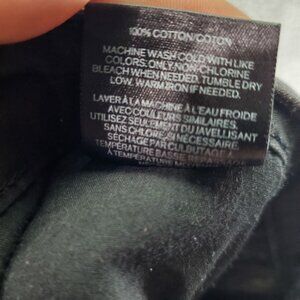 100% COTTON/COTON
MACHINE WASH COLD WITH LIKE
COLORS. ONLY NON-CHLORINE
BLEACH WHEN NEEDED. TUMBLE DRY
LOW. WARM IRON IF NEEDED.
LAVER À LA MACHINE À L'EAU FROIDE
AVEC COULEURS SIMILAIRES.
UTILISEZ SEULEMENT DU JAVELLISANT
SANS CHLORE SI NÉCESSAIRE.
SÉCHAGE PAR CULBUTAGE À
TEMPÉRATURE BASSE. REPASSER
À TEMPÉRATURE